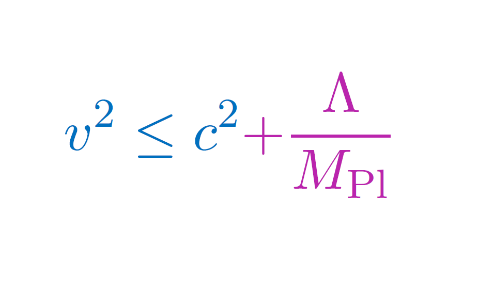 v² ≤ c² + Λ / M_Pl